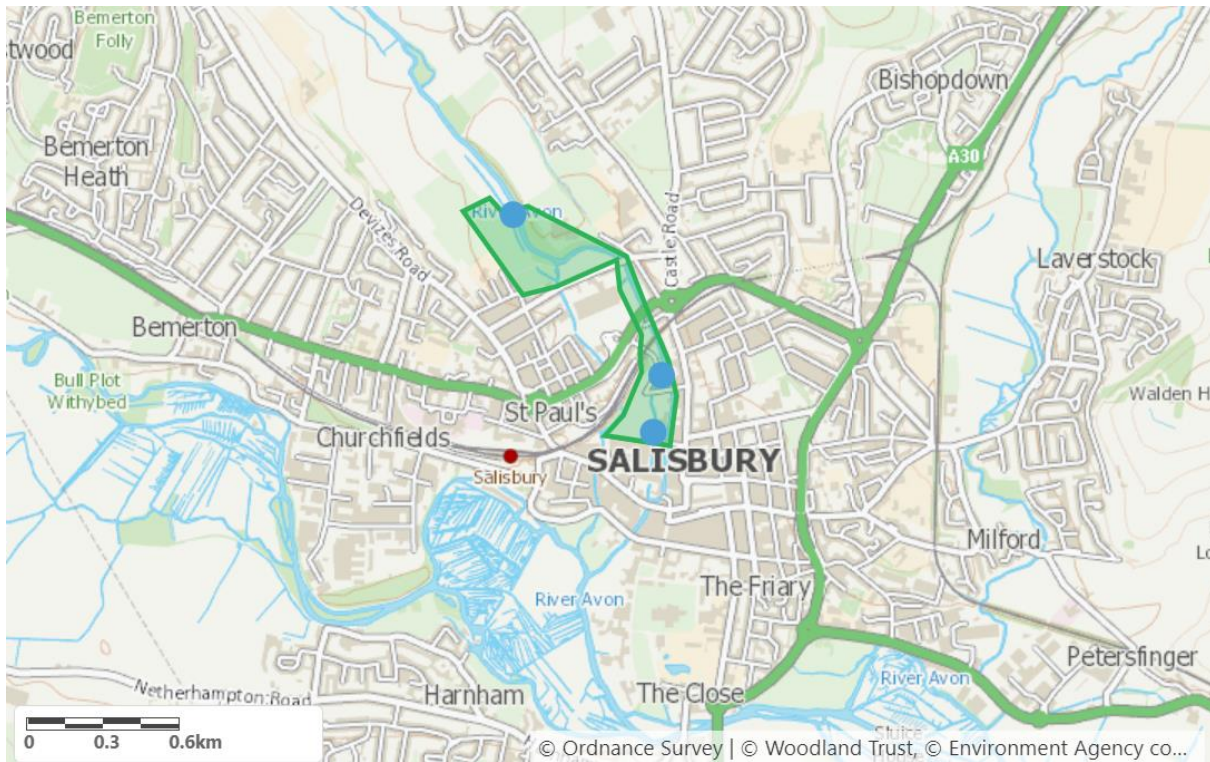 Bemerton
Folly
stwood
Bishopdown
Bemerton
Heath
A30
Devizes Road
River Avon
Castle Road
Laverstock
Bemerton
Bull Plot
Withybed
Walden H
St Paul's
Churchfields
SALISBURY
Salisbury
Milford
Lo
The Friary
River Avon
Petersfinger
River Avon
Netherhampton Road
Harnham
The Close
0 0.3 0.6km
© Ordnance Survey | © Woodland Trust, © Environment Agency co...